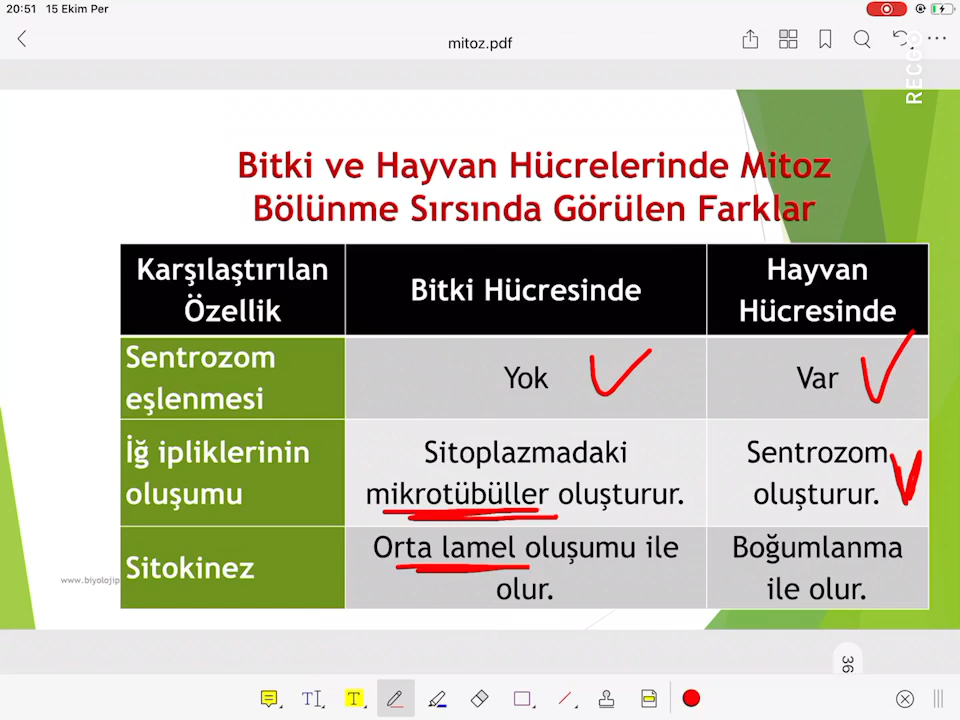 20:51 15 Ekim Per
mitoz.pdf
RECGO
Bitki ve Hayvan Hücrelerinde Mitoz
Bölünme Sırsında Görülen Farklar
Karşılaştırılan
Özellik
Bitki Hücresinde
Hayvan
Hücresinde
Sentrozom
eşlenmesi
Yok
Var
İğ ipliklerinin
oluşumu
Sitoplazmadaki
mikrotübüller oluşturur.
Sentrozom
oluşturur.
Sitokinez
Orta lamel oluşumu ile
olur.
Boğumlanma
ile olur.
www.biyolojip
36
T
T